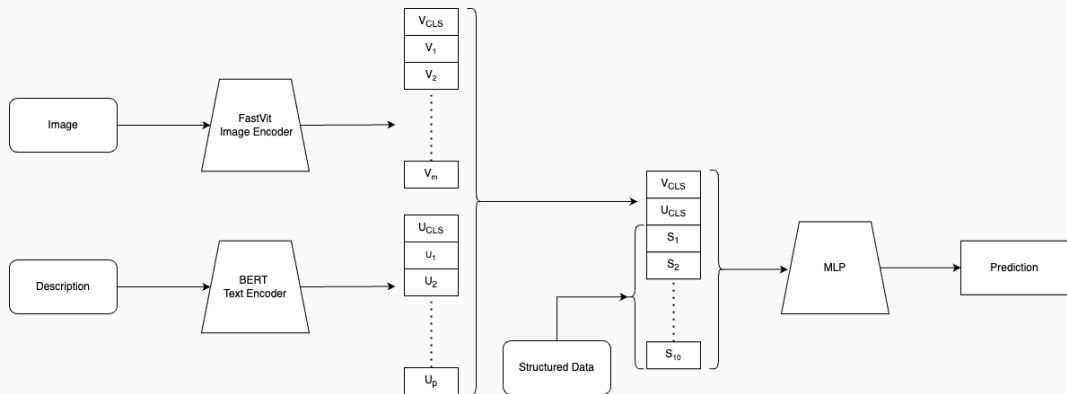 Image
FastVit
Image Encoder
V_CLS
V_1
V_2
V_m
Description
BERT
Text Encoder
U_CLS
U_1
U_2
U_p
Structured Data
V_CLS
U_CLS
S_1
S_2
S_10
MLP
Prediction